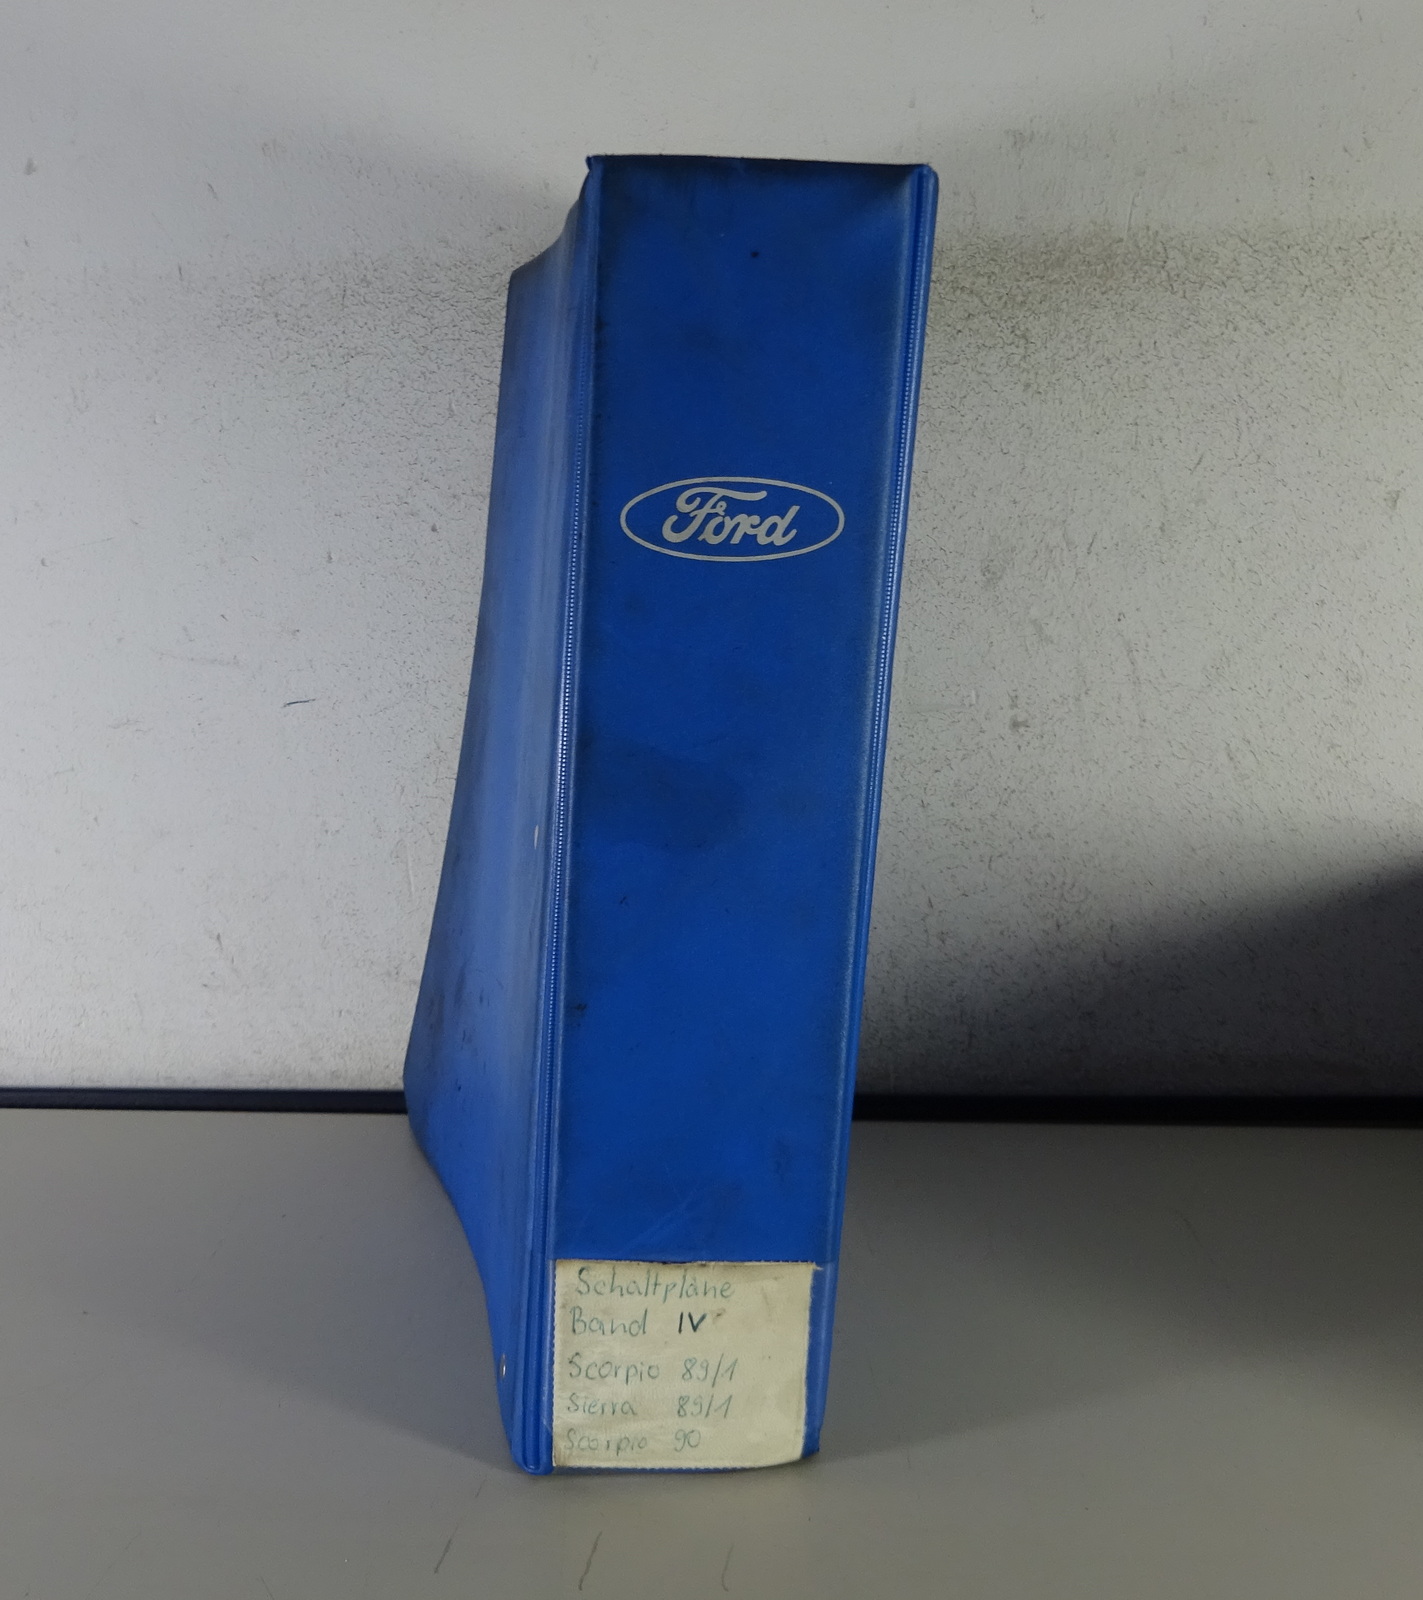 Ford
Schaltpläne
Band IV
Scorpio 89/1
Sierra 89/1
Scorpio 90